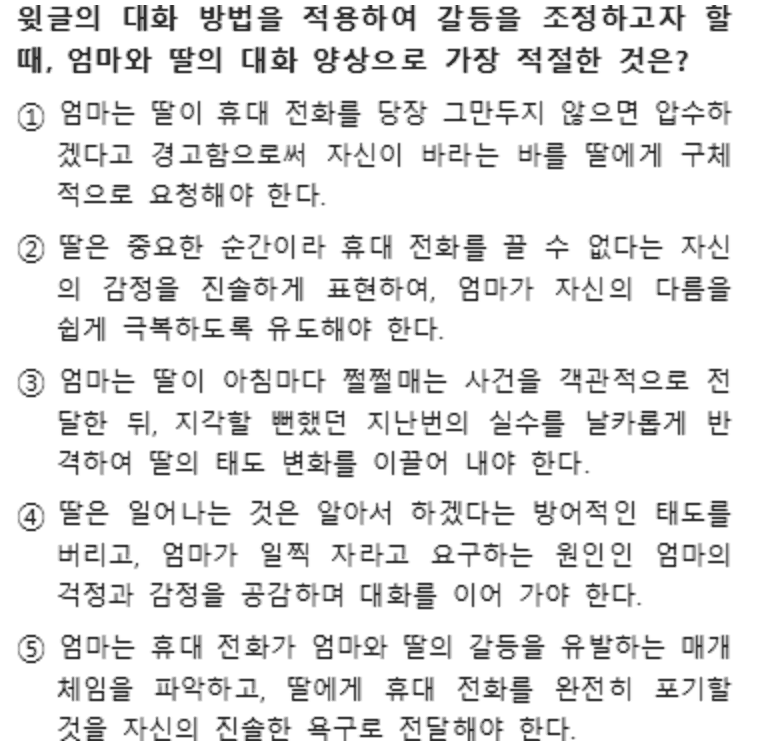 윗글의 대화 방법을 적용하여 갈등을 조정하고자 할
때, 엄마와 딸의 대화 양상으로 가장 적절한 것은?
① 엄마는 딸이 휴대 전화를 당장 그만두지 않으면 압수하
겠다고 경고함으로써 자신이 바라는 바를 딸에게 구체
적으로 요청해야 한다.
② 딸은 중요한 순간이라 휴대 전화를 끌 수 없다는 자신
의 감정을 진솔하게 표현하여, 엄마가 자신의 다름을
쉽게 극복하도록 유도해야 한다.
③ 엄마는 딸이 아침마다 쩔쩔매는 사건을 객관적으로 전
달한 뒤, 지각할 뻔했던 지난번의 실수를 날카롭게 반
격하여 딸의 태도 변화를 이끌어 내야 한다.
④ 딸은 일어나는 것은 알아서 하겠다는 방어적인 태도를
버리고, 엄마가 일찍 자라고 요구하는 원인인 엄마의
걱정과 감정을 공감하며 대화를 이어 가야 한다.
⑤ 엄마는 휴대 전화가 엄마와 딸의 갈등을 유발하는 매개
체임을 파악하고, 딸에게 휴대 전화를 완전히 포기할
것을 자신의 진솔한 욕구로 전달해야 한다.